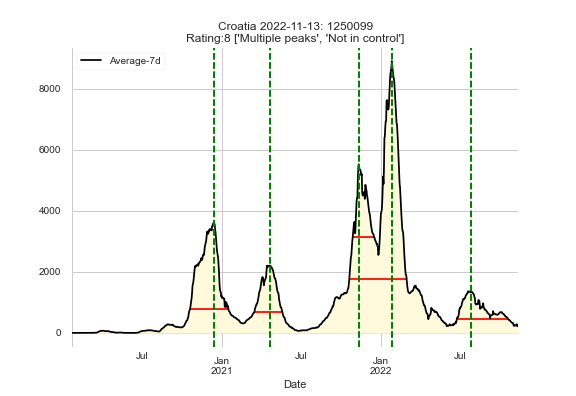 Croatia 2022-11-13: 1250099
Rating:8 ['Multiple peaks', 'Not in control']
Average-7d
8000
6000
4000
2000
0
Jul
Jan
2021
Jul
Jan
2022
Jul
Date